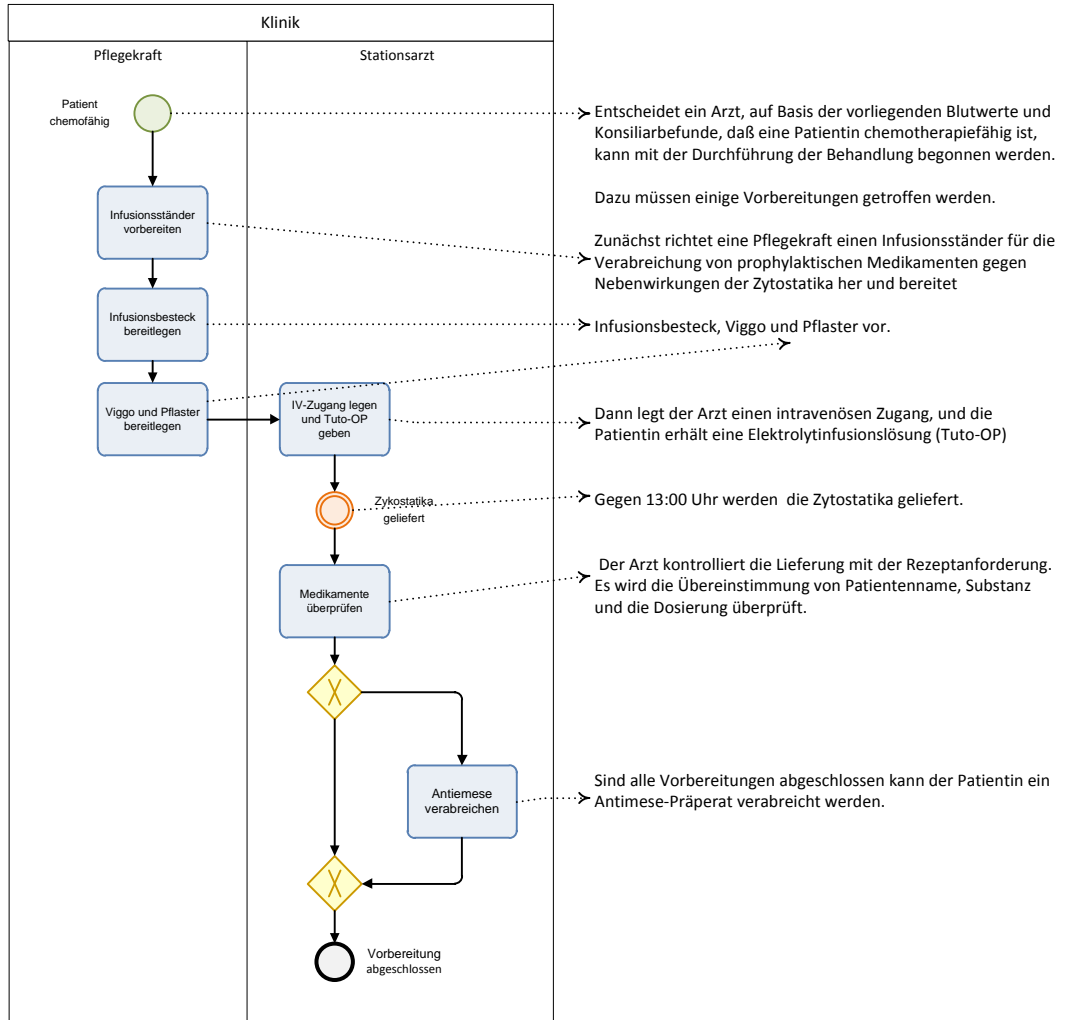 Klinik
Pflegekraft
Stationsarzt
Patient
chemofähig
Entscheidet ein Arzt, auf Basis der vorliegenden Blutwerte und
Konsiliarbefunde, daß eine Patientin chemotherapiefähig ist,
kann mit der Durchführung der Behandlung begonnen werden.
Dazu müssen einige Vorbereitungen getroffen werden.
Infusionsständer
vorbereiten
Zunächst richtet eine Pflegekraft einen Infusionsständer für die
Verabreichung von prophylaktischen Medikamenten gegen
Nebenwirkungen der Zytostatika her und bereitet
Infusionsbesteck
bereitlegen
Infusionsbesteck, Viggo und Pflaster vor.
Viggo und Pflaster
bereitlegen
IV-Zugang legen
und Tuto-OP
geben
Dann legt der Arzt einen intravenösen Zugang, und die
Patientin erhält eine Elektrolytinfusionslösung (Tuto-OP)
Zykostatika
geliefert
Gegen 13:00 Uhr werden  die Zytostatika geliefert.
Medikamente
überprüfen
Der Arzt kontrolliert die Lieferung mit der Rezeptanforderung.
Es wird die Übereinstimmung von Patientenname, Substanz
und die Dosierung überprüft.
Antiemese
verabreichen
Sind alle Vorbereitungen abgeschlossen kann der Patientin ein
Antimese-Präperat verabreicht werden.
Vorbereitung
abgeschlossen